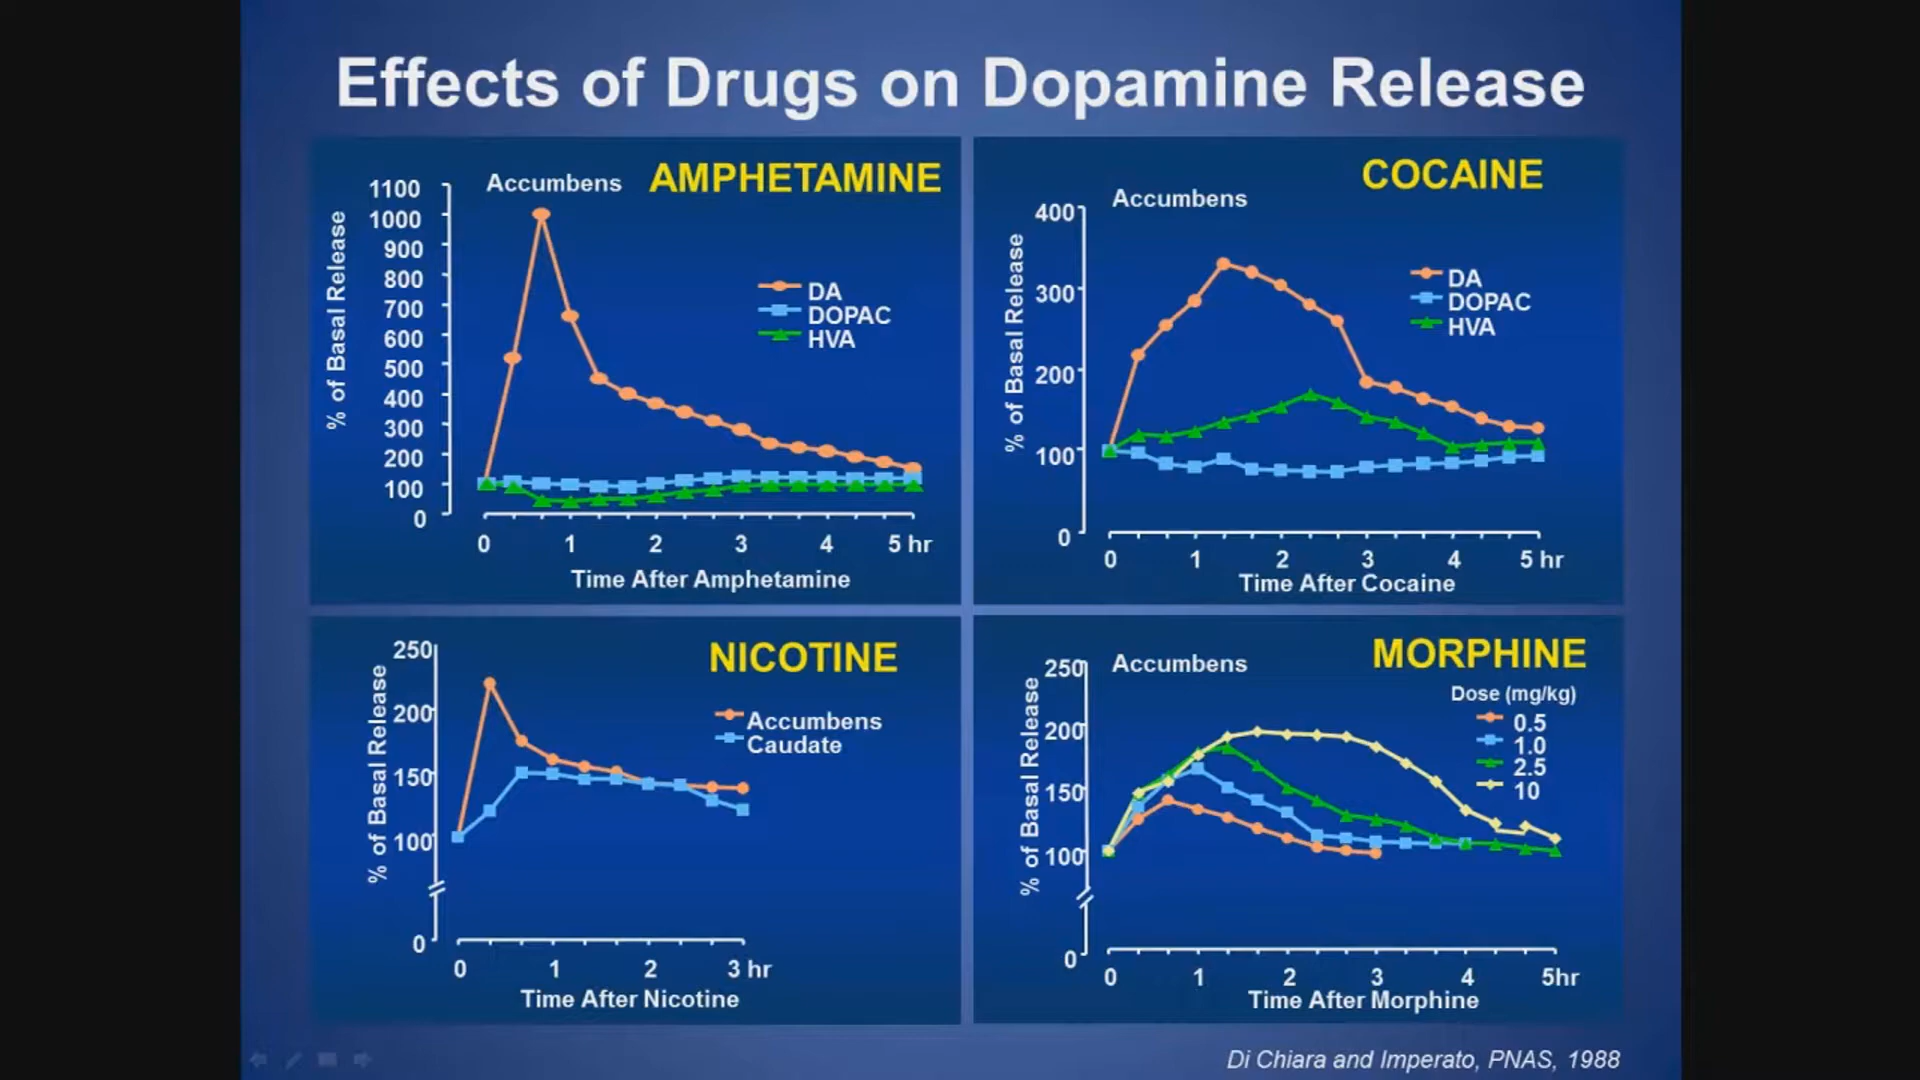 Effects of Drugs on Dopamine Release
AMPHETAMINE
Accumbens
% of Basal Release
1100
1000
900
800
700
600
500
400
300
200
100
0
DA
DOPAC
HVA
0 1 2 3 4 5 hr
Time After Amphetamine
COCAINE
Accumbens
% of Basal Release
400
300
200
100
0
DA
DOPAC
HVA
0 1 2 3 4 5 hr
Time After Cocaine
NICOTINE
% of Basal Release
250
200
150
100
0
Accumbens
Caudate
0 1 2 3 hr
Time After Nicotine
MORPHINE
Accumbens
% of Basal Release
250
200
150
100
0
Dose (mg/kg)
0.5
1.0
2.5
10
0 1 2 3 4 5hr
Time After Morphine
Di Chiara and Imperato, PNAS, 1988